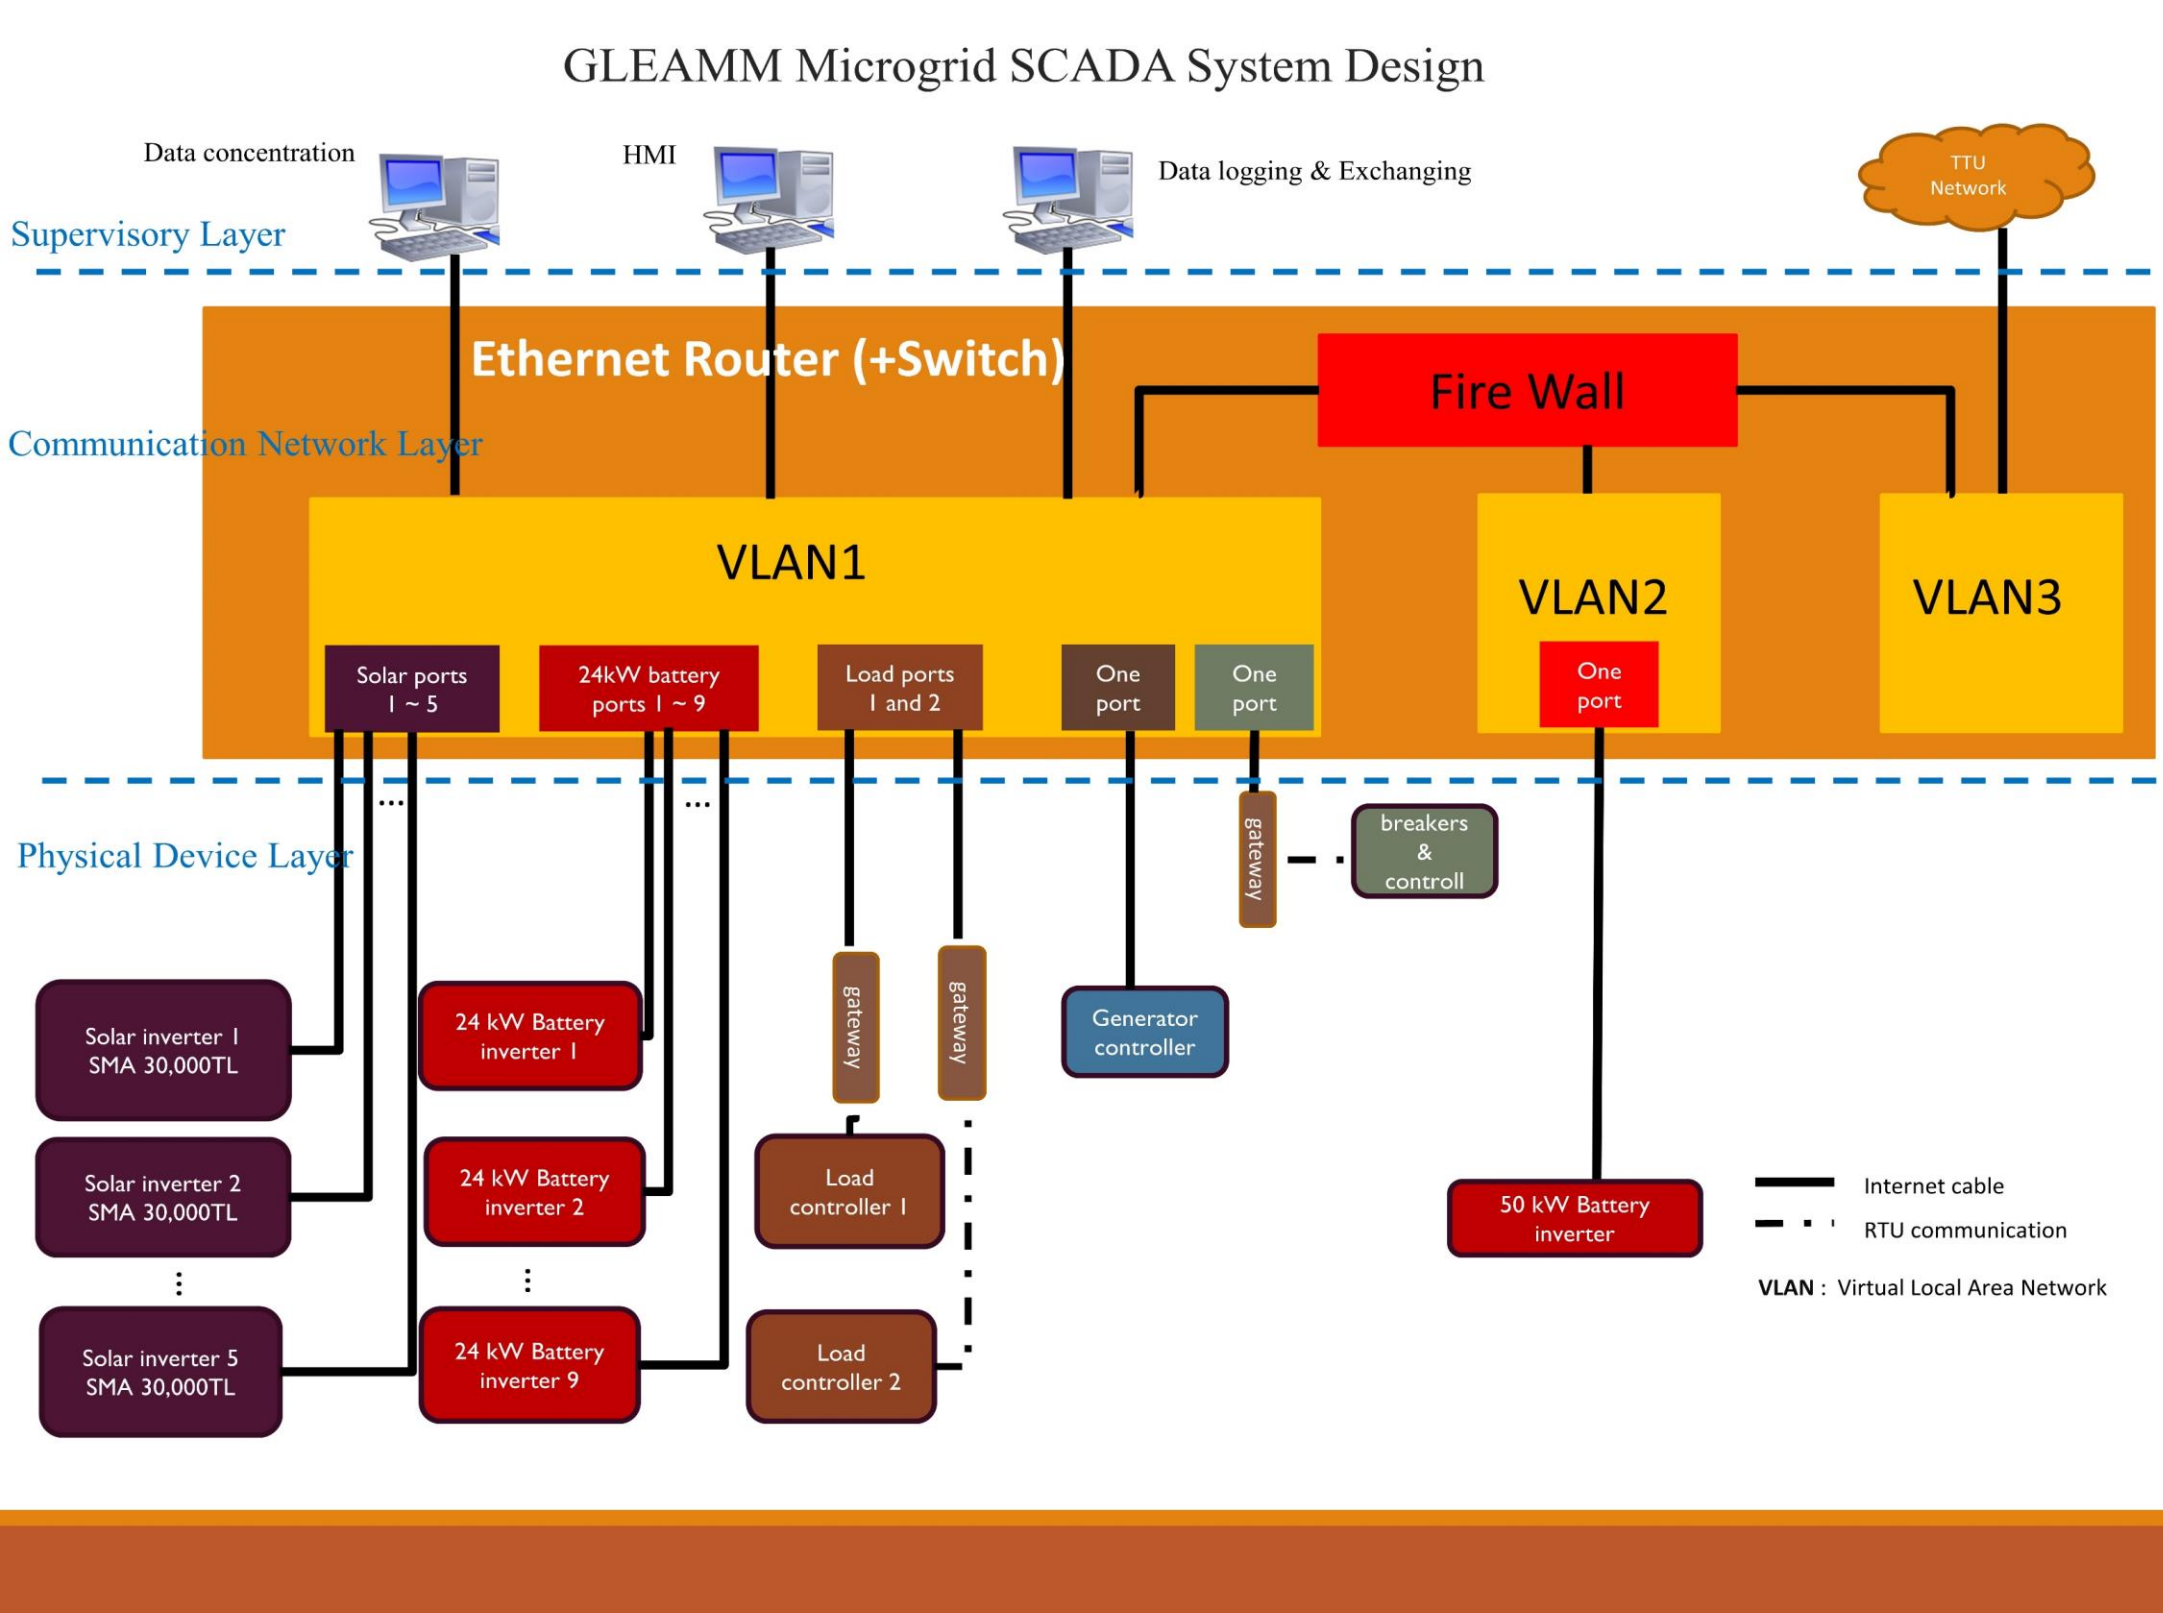 GLEAMM Microgrid SCADA System Design
Data concentration
HMI
Data logging & Exchanging
TTU
Network
Supervisory Layer
Ethernet Router (+Switch)
Fire Wall
Communication Network Layer
VLAN1
VLAN2
VLAN3
Solar ports
1 ~ 5
24kW battery
ports 1 ~ 9
Load ports
1 and 2
One
port
One
port
One
port
...
...
Physical Device Layer
gateway
breakers
&
controll
gateway
gateway
Solar inverter 1
SMA 30,000TL
24 kW Battery
inverter 1
Generator
controller
Solar inverter 2
SMA 30,000TL
24 kW Battery
inverter 2
Load
controller 1
50 kW Battery
inverter
Internet cable
RTU communication
VLAN : Virtual Local Area Network
...
...
Solar inverter 5
SMA 30,000TL
24 kW Battery
inverter 9
Load
controller 2